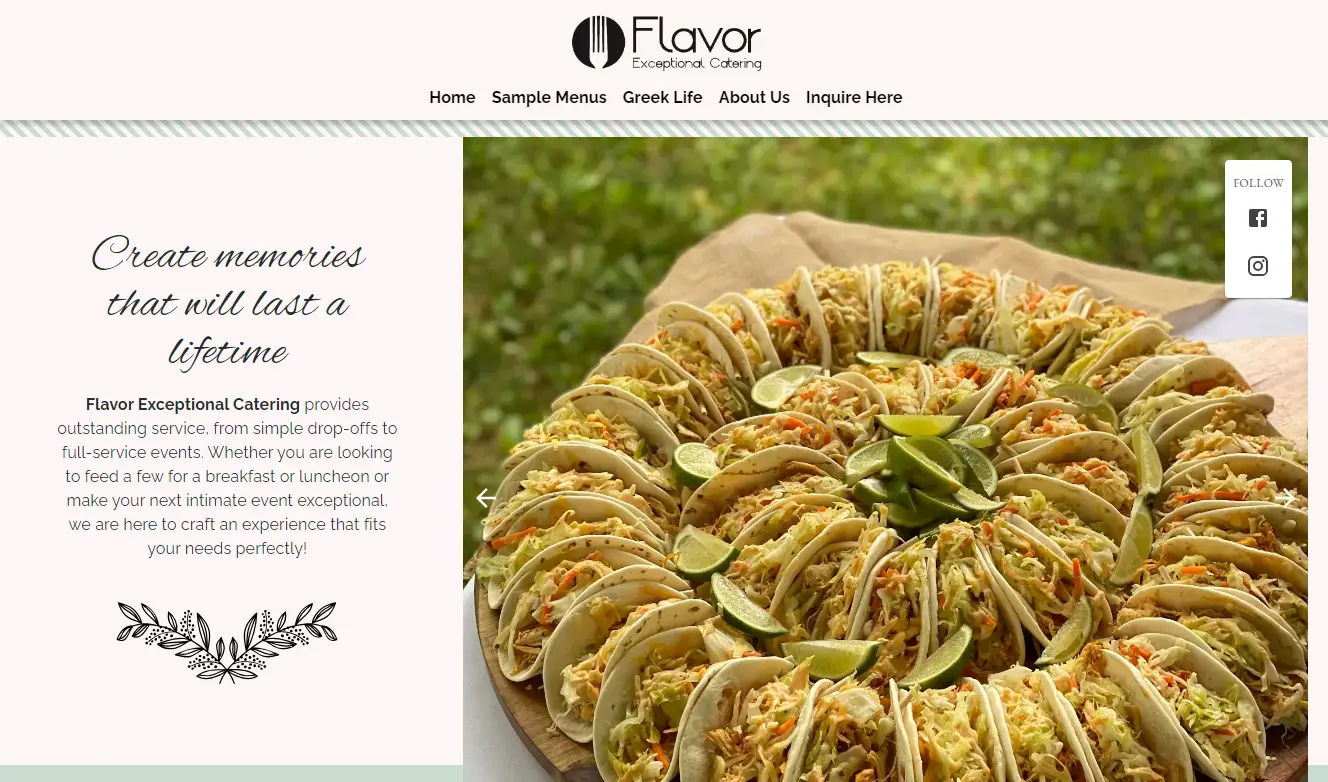 Flavor
Exceptional Catering
Home Sample Menus Greek Life About Us Inquire Here
FOLLOW
Create memories
that will last a
lifetime
Flavor Exceptional Catering provides
outstanding service, from simple drop-offs to
full-service events. Whether you are looking
to feed a few for a breakfast or luncheon or
make your next intimate event exceptional,
we are here to craft an experience that fits
your needs perfectly!